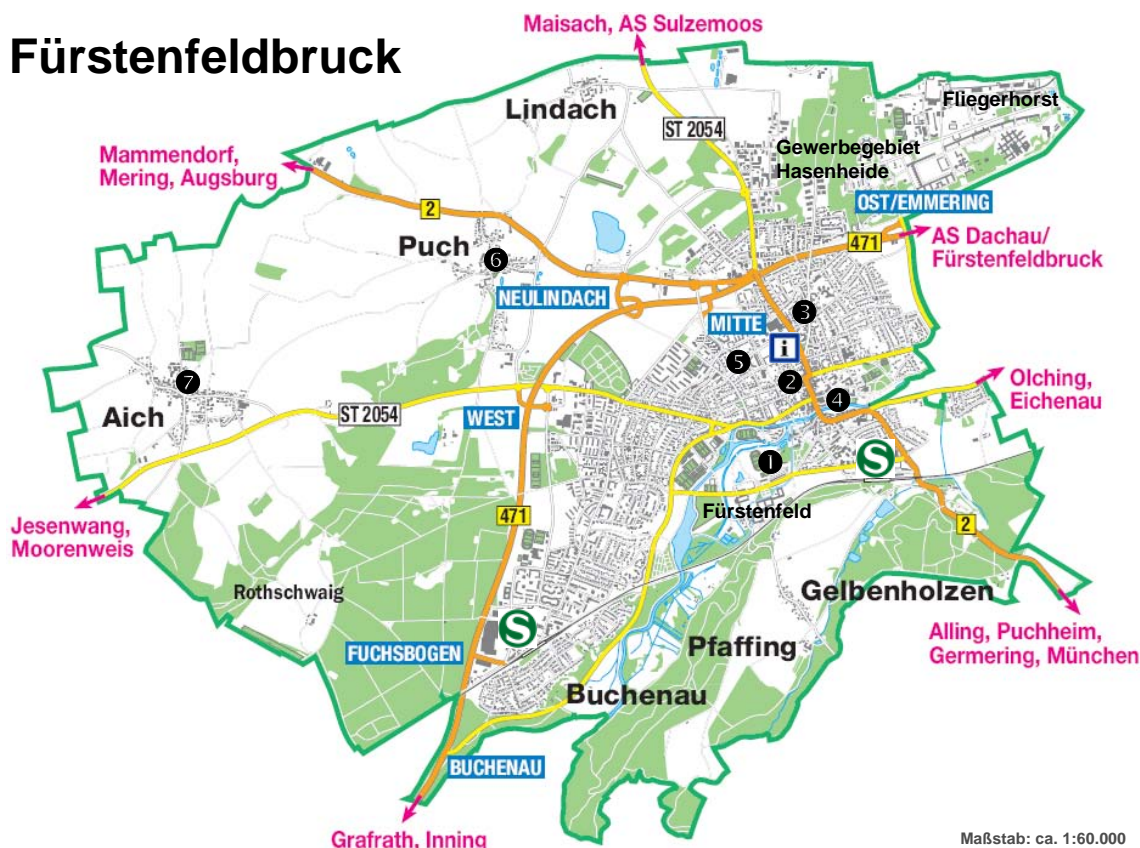 Fürstenfeldbruck
Maisach, AS Sulzemoos
Lindach
Fliegerhorst
ST 2054
Gewerbegebiet
Hasenheide
Mammendorf,
Mering, Augsburg
2
OST/EMMERING
Puch
6
471
AS Dachau/
Fürstenfeldbruck
NEULINDACH
3
MITTE
i
5
2
7
4
Olching,
Eichenau
Aich
ST 2054
WEST
1
S
Jesenwang,
Moorenweis
471
Fürstenfeld
2
Rothschwaig
Gelbenholzen
S
FUCHSBOGEN
Pfaffing
Alling, Puchheim,
Germering, München
Buchenau
BUCHENAU
Grafrath, Inning
Maßstab: ca. 1:60.000